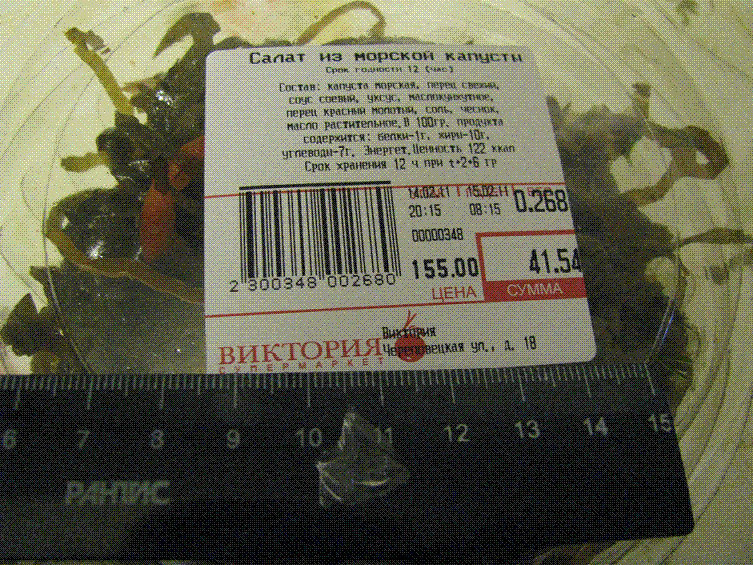 Салат из морской капусты
Срок годности 12 (час)
Состав: капуста морская, перец свежий,
соус соевый, уксус, маслокунжутное,
перец красный молотый, соль, чеснок,
масло растительное, В 100гр. продукта
содержится: белки-1г, жиры-10г,
углеводы-7г, Энергет.Ценность 122 ккал
Срок хранения 12 ч при t+2+6 гр
14.02.11 15.02.11 0.268
20:15 08:15
00000348
155.00 41.54
ЦЕНА СУММА
2 300348 002680
ВИКТОРИЯ
СУПЕРМАРКЕТ
Виктория
Череповецкая ул., д. 18
6 7 8 9 10 11 12 13 14 15
РАНТИС